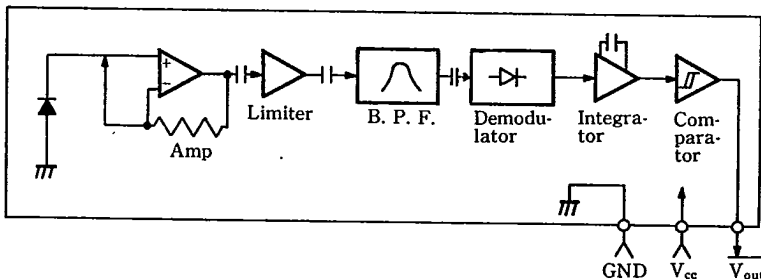 +
−
Amp
Limiter
B. P. F.
Demodu-
lator
Integra-
tor
Com-
para-
tor
GND
Vcc
Vout